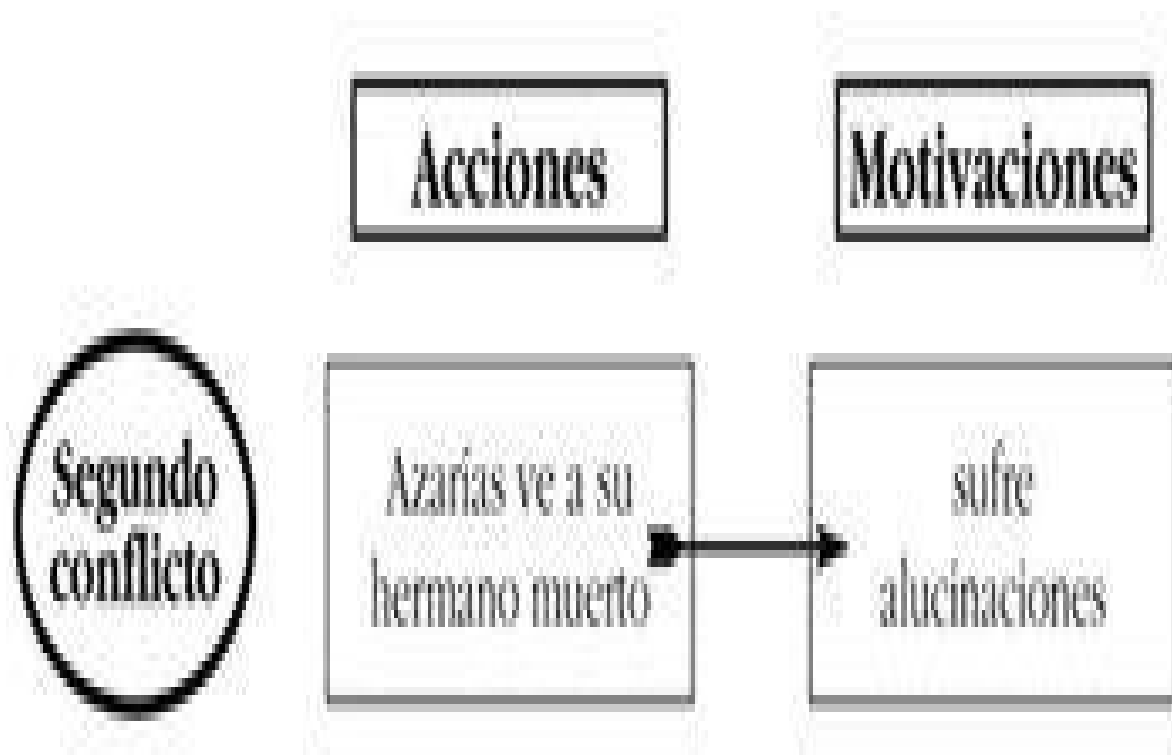 Acciones
Motivaciones
Segundo
conflicto
Azarías ve a su
hermano muerto
sufre
alucinaciones